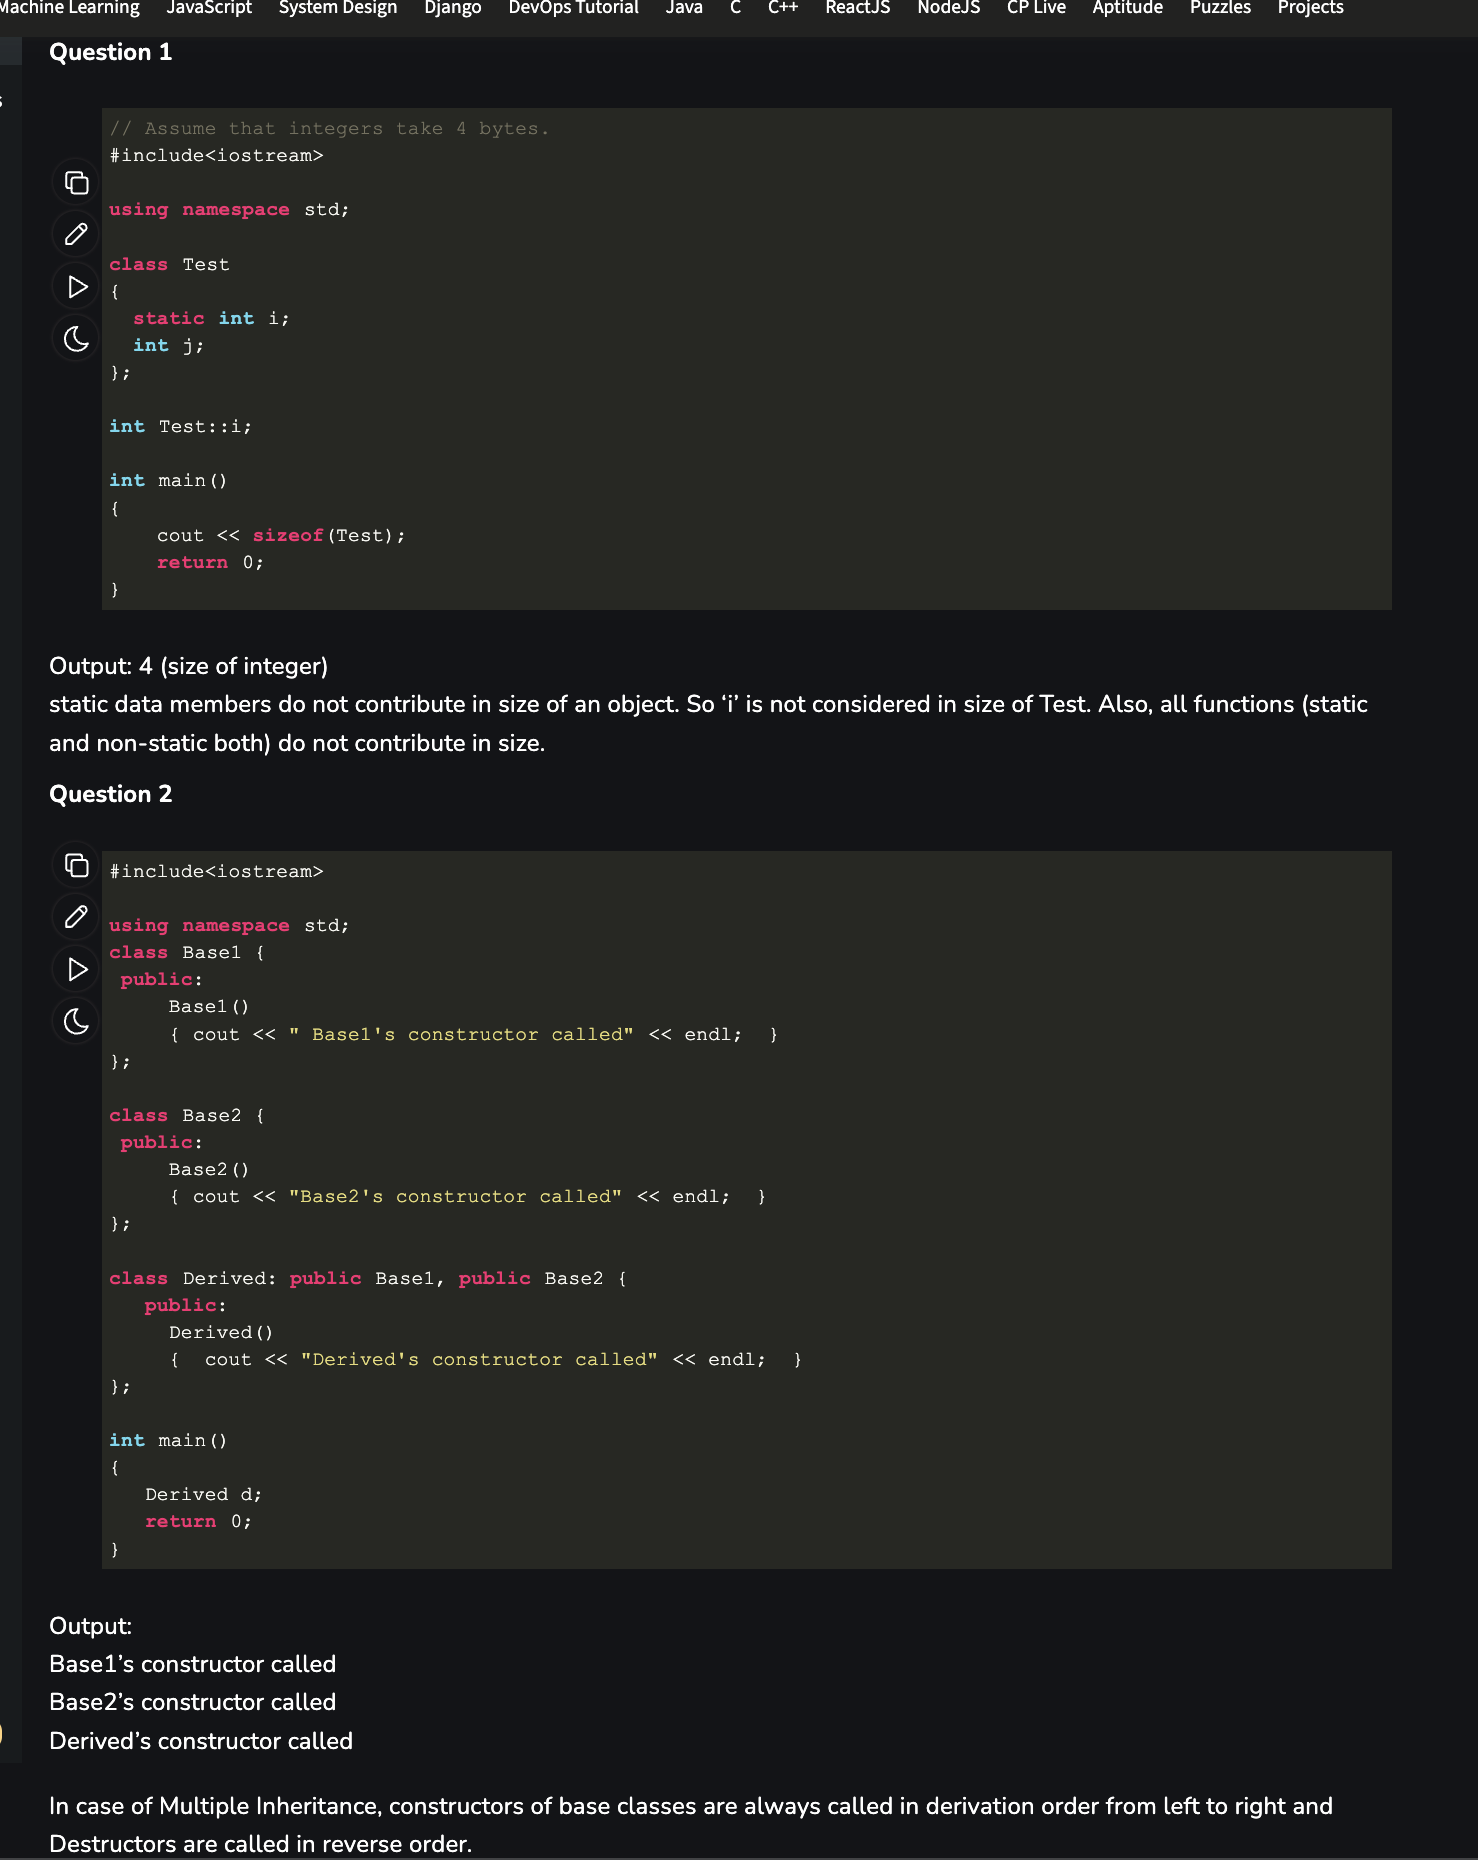 Machine Learning JavaScript System Design Django DevOps Tutorial Java C C++ ReactJS NodeJS CP Live Aptitude Puzzles Projects
Question 1
// Assume that integers take 4 bytes.
#include<iostream>
using namespace std;
class Test
{
static int i;
int j;
};
int Test::i;
int main()
{
cout << sizeof(Test);
return 0;
}
Output: 4 (size of integer)
static data members do not contribute in size of an object. So ‘i’ is not considered in size of Test. Also, all functions (static
and non-static both) do not contribute in size.
Question 2
#include<iostream>
using namespace std;
class Base1 {
public:
Base1()
{ cout << " Base1's constructor called" << endl; }
};
class Base2 {
public:
Base2()
{ cout << "Base2's constructor called" << endl; }
};
class Derived: public Base1, public Base2 {
public:
Derived()
{ cout << "Derived's constructor called" << endl; }
};
int main()
{
Derived d;
return 0;
}
Output:
Base1’s constructor called
Base2’s constructor called
Derived’s constructor called
In case of Multiple Inheritance, constructors of base classes are always called in derivation order from left to right and
Destructors are called in reverse order.